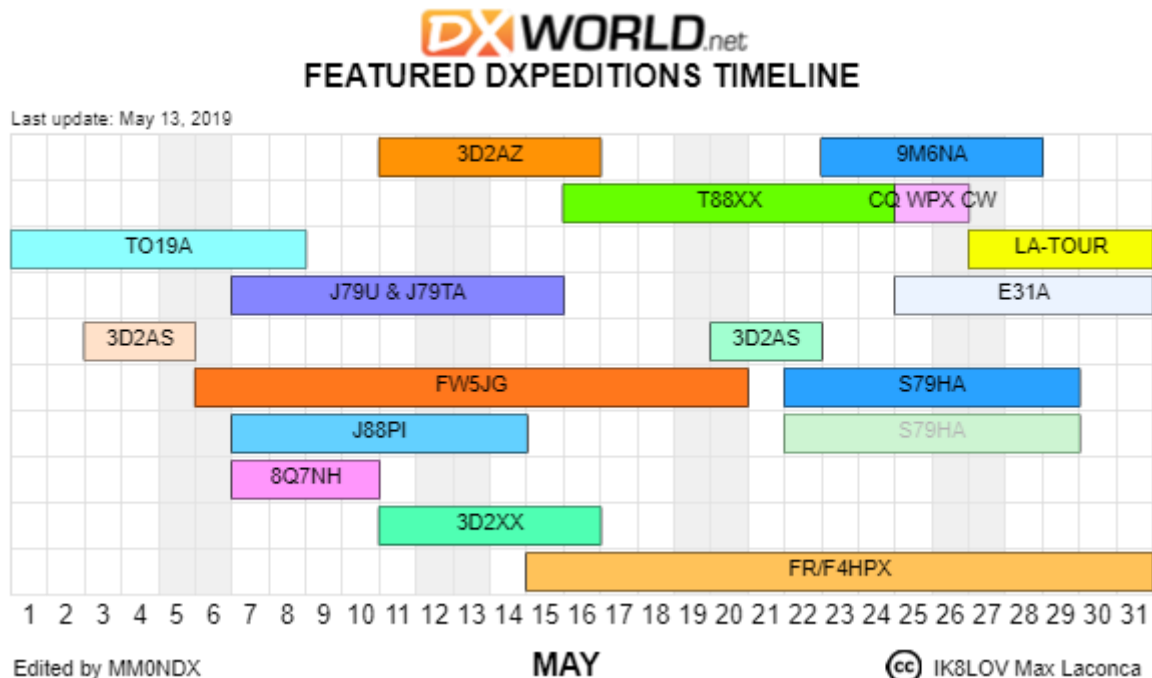 DX WORLD.net
FEATURED DXPEDITIONS TIMELINE
Last update: May 13, 2019
3D2AZ 9M6NA
T88XX CQ WPX CW
TO19A LA-TOUR
J79U & J79TA E31A
3D2AS 3D2AS
FW5JG S79HA
J88PI S79HA
8Q7NH
3D2XX
FR/F4HPX
1 2 3 4 5 6 7 8 9 10 11 12 13 14 15 16 17 18 19 20 21 22 23 24 25 26 27 28 29 30 31
Edited by MM0NDX MAY cc IK8LOV Max Laconca